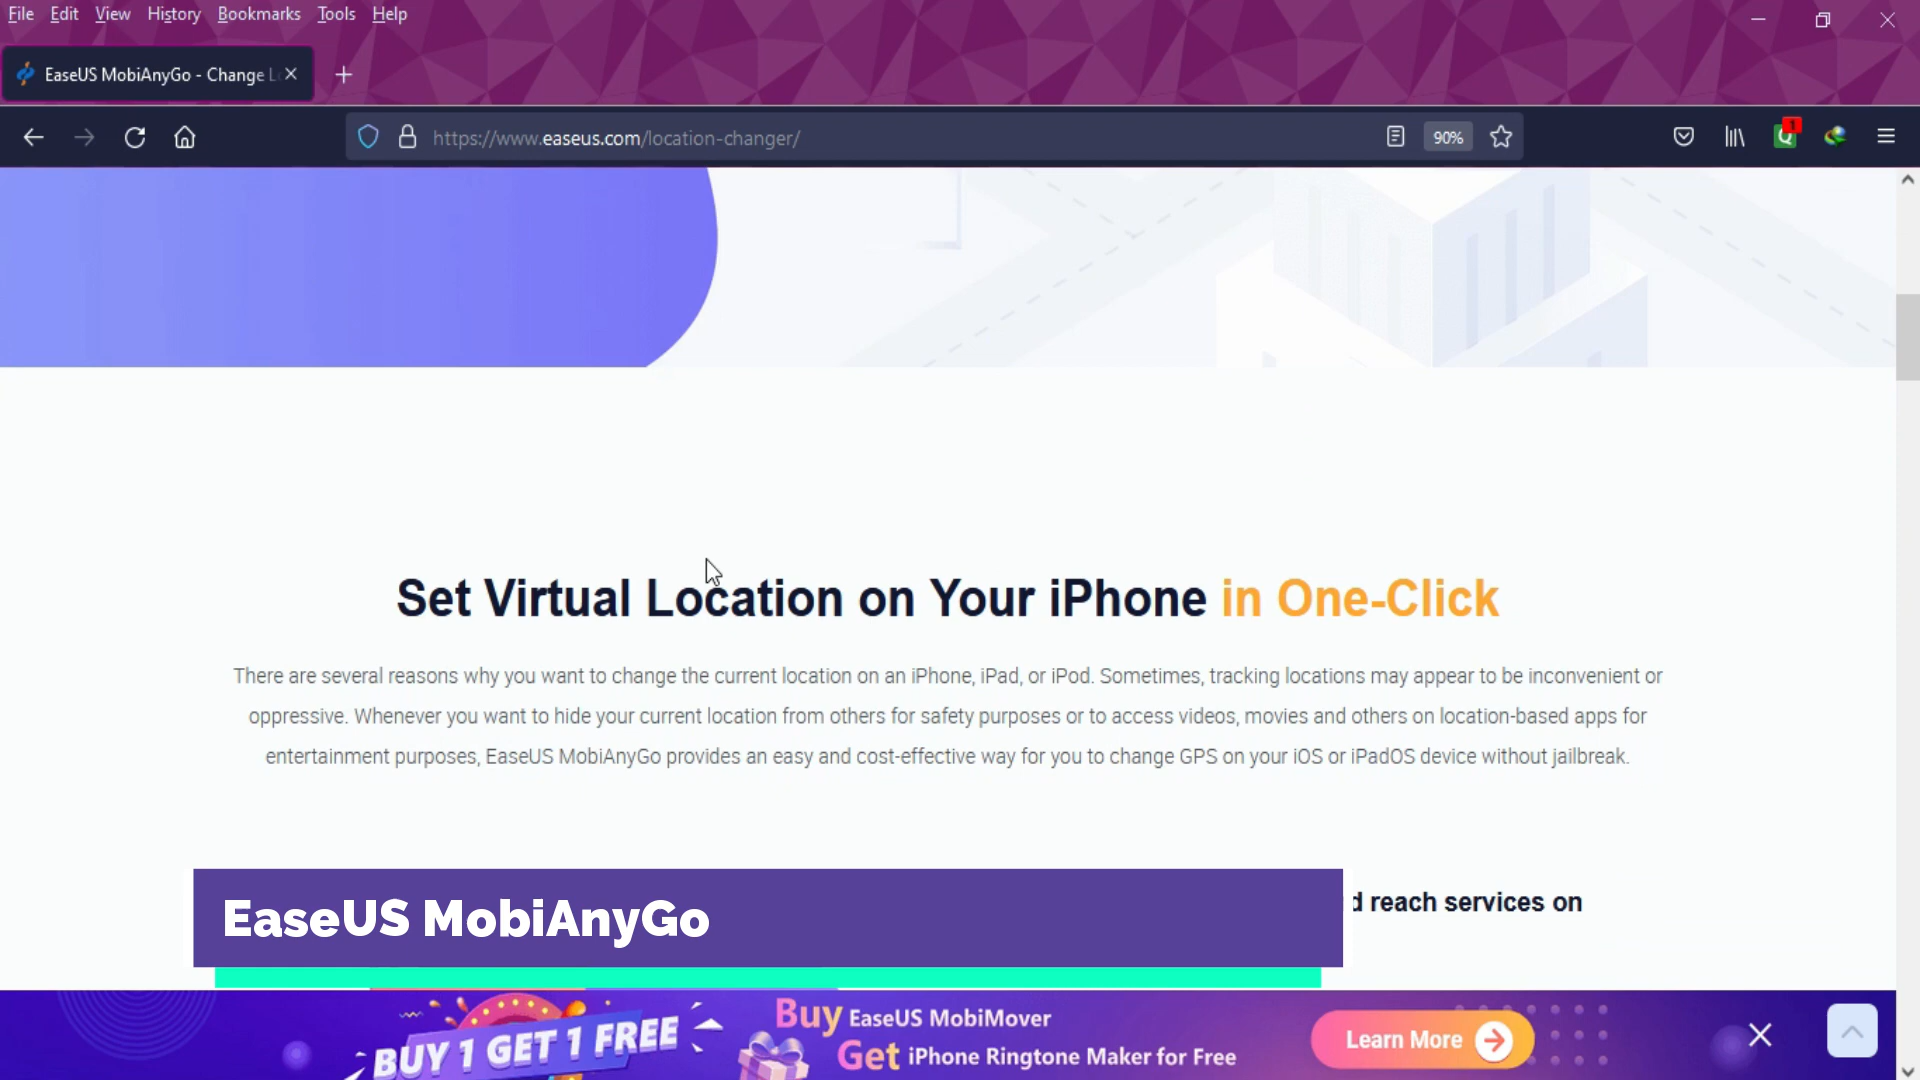 File Edit View History Bookmarks Tools Help
EaseUS MobiAnyGo - Change L
https://www.easeus.com/location-changer/
90%
1
Set Virtual Location on Your iPhone in One-Click
There are several reasons why you want to change the current location on an iPhone, iPad, or iPod. Sometimes, tracking locations may appear to be inconvenient or
oppressive. Whenever you want to hide your current location from others for safety purposes or to access videos, movies and others on location-based apps for
entertainment purposes, EaseUS MobiAnyGo provides an easy and cost-effective way for you to change GPS on your iOS or iPadOS device without jailbreak.
EaseUS MobiAnyGo
d reach services on
BUY 1 GET 1 FREE
Buy EaseUS MobiMover
Get iPhone Ringtone Maker for Free
Learn More